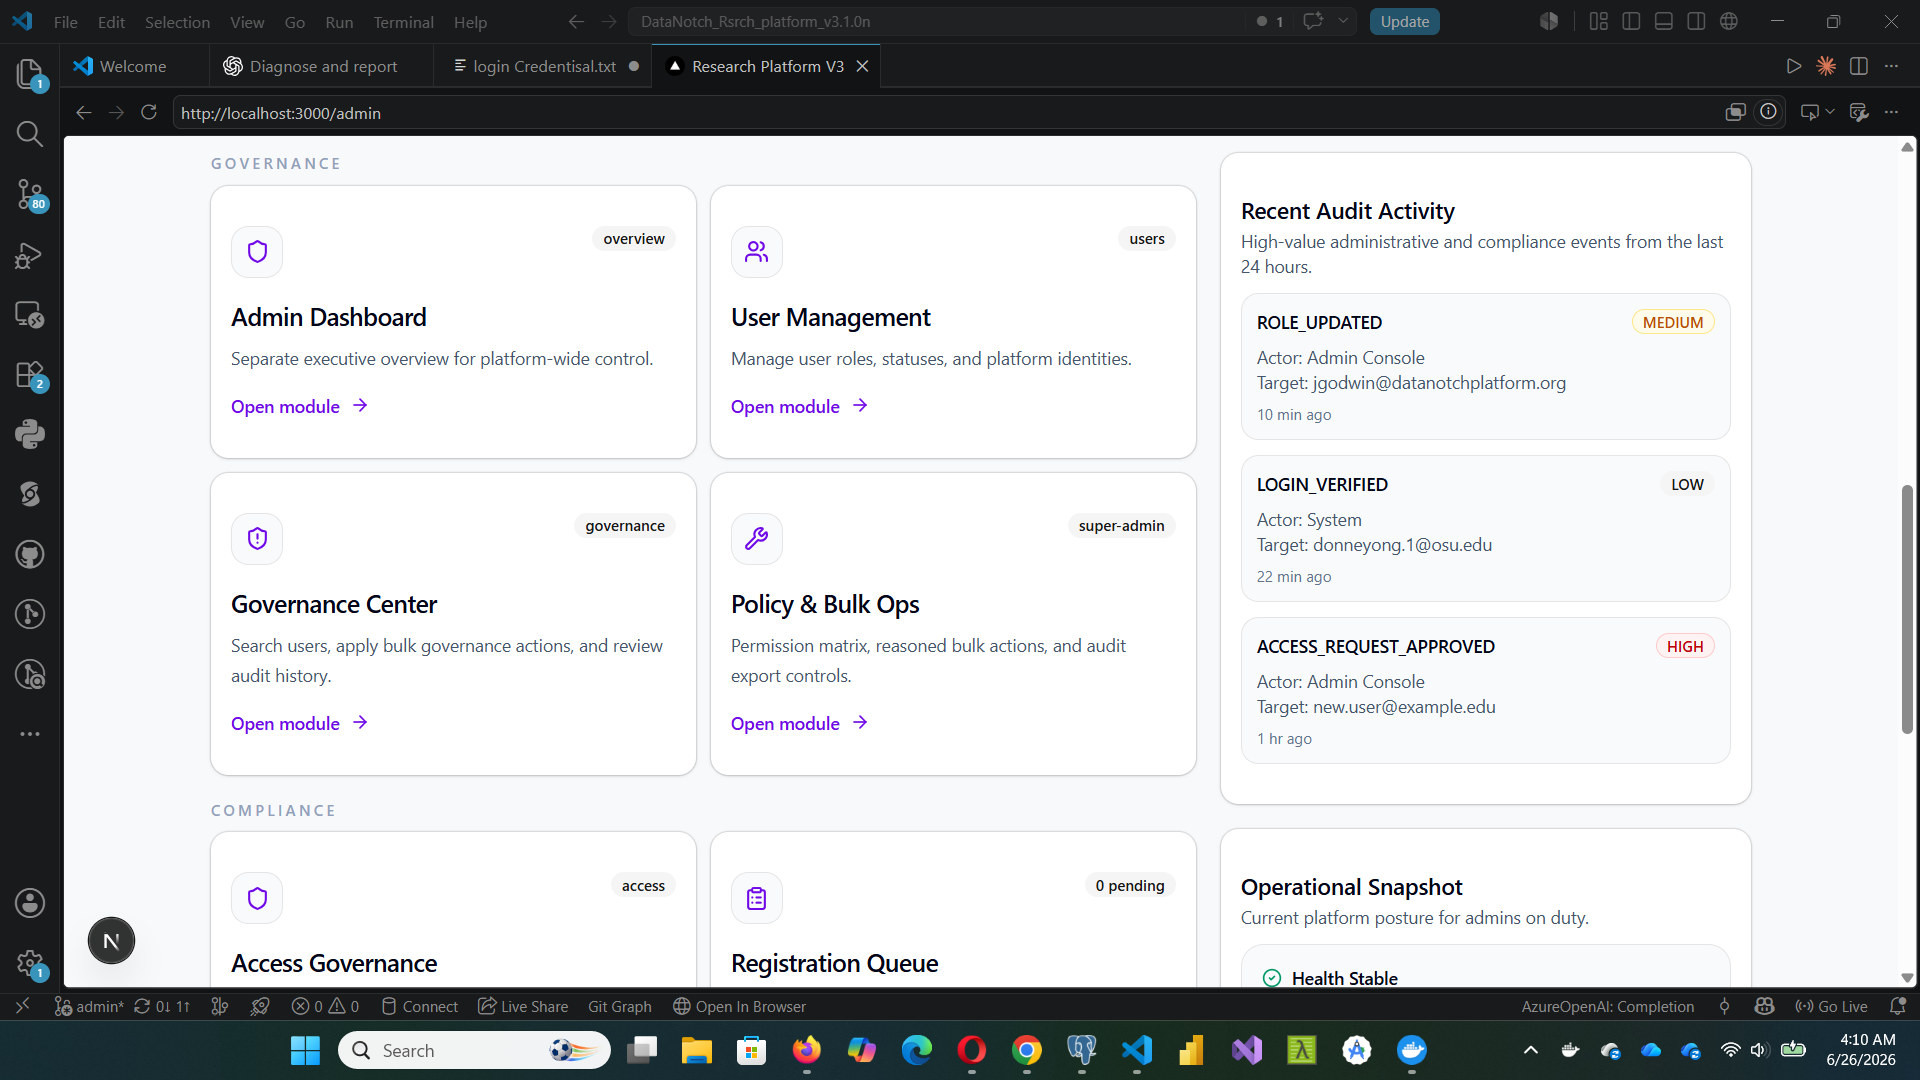 File Edit Selection View Go Run Terminal Help
DataNotch_Rsrch_platform_v3.1.0n
1
Update
Welcome
Diagnose and report
login Credentisal.txt
Research Platform V3
http://localhost:3000/admin
1
80
2
1
GOVERNANCE
overview
Admin Dashboard
Separate executive overview for platform-wide control.
Open module
users
User Management
Manage user roles, statuses, and platform identities.
Open module
governance
Governance Center
Search users, apply bulk governance actions, and review
audit history.
Open module
super-admin
Policy & Bulk Ops
Permission matrix, reasoned bulk actions, and audit
export controls.
Open module
COMPLIANCE
access
Access Governance
0 pending
Registration Queue
Recent Audit Activity
High-value administrative and compliance events from the last
24 hours.
ROLE_UPDATED
MEDIUM
Actor: Admin Console
Target: jgodwin@datanotchplatform.org
10 min ago
LOGIN_VERIFIED
LOW
Actor: System
Target: donneyong.1@osu.edu
22 min ago
ACCESS_REQUEST_APPROVED
HIGH
Actor: Admin Console
Target: new.user@example.edu
1 hr ago
Operational Snapshot
Current platform posture for admins on duty.
Health Stable
N
admin* 0↓ 1↑ 0 0 Connect Live Share Git Graph Open In Browser
AzureOpenAI: Completion Go Live
Search
4:10 AM
6/26/2026